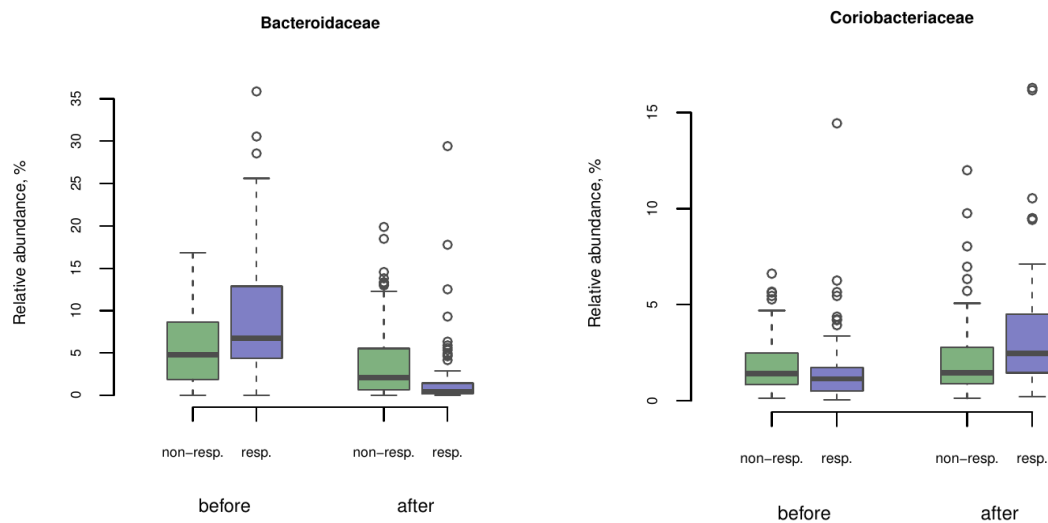 Bacteroidaceae
Relative abundance, %
35
30
25
20
15
10
5
0
non−resp. resp. non−resp. resp.
before after
Coriobacteriaceae
Relative abundance, %
15
10
5
0
non−resp. resp. non−resp. resp.
before after